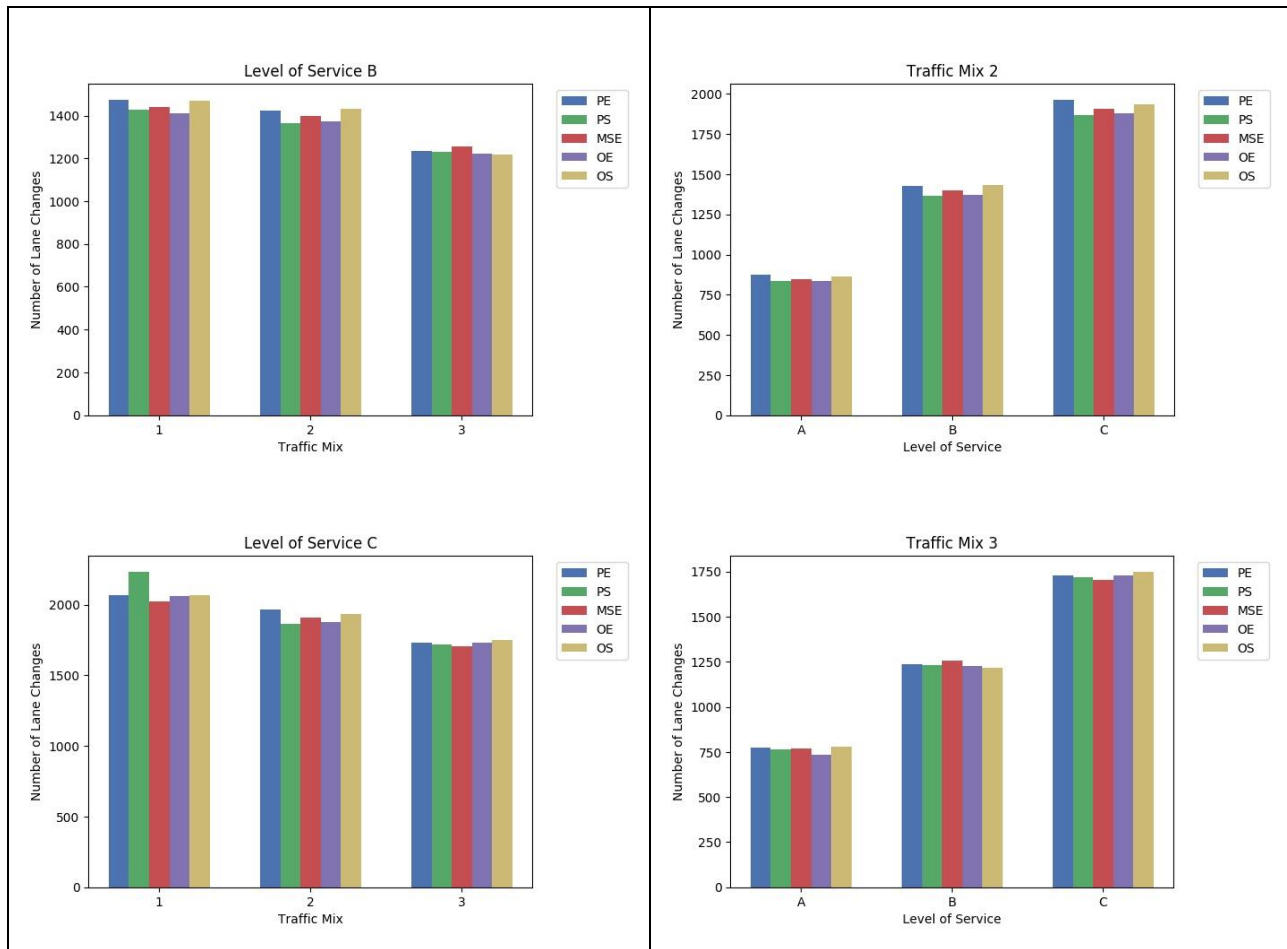 Level of Service B
Number of Lane Changes
1400
1200
1000
800
600
400
200
0
1 2 3
Traffic Mix
PE
PS
MSE
OE
OS
Traffic Mix 2
Number of Lane Changes
2000
1750
1500
1250
1000
750
500
250
0
A B C
Level of Service
PE
PS
MSE
OE
OS
Level of Service C
Number of Lane Changes
2000
1500
1000
500
0
1 2 3
Traffic Mix
PE
PS
MSE
OE
OS
Traffic Mix 3
Number of Lane Changes
1750
1500
1250
1000
750
500
250
0
A B C
Level of Service
PE
PS
MSE
OE
OS